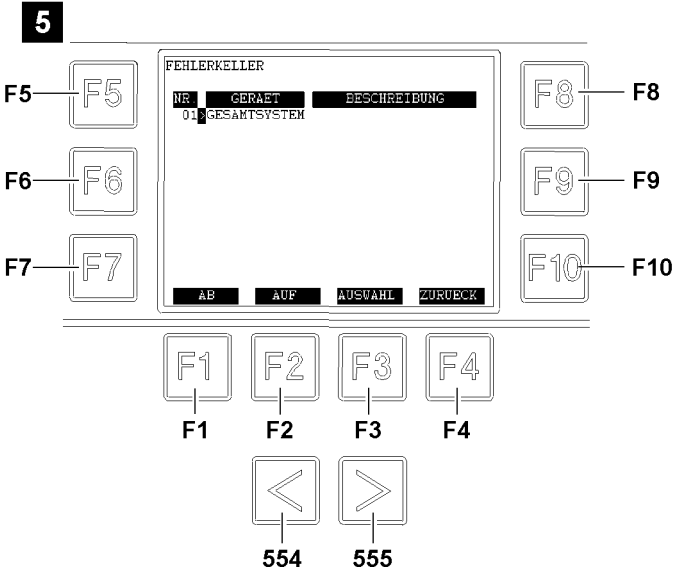 5
FEHLERKELLER
F5 F5 F8 F8
NR. GERAET BESCHREIBUNG
01>GESAMTSYSTEM
F6 F6 F9 F9
F7 F7 F10 F10
AB AUF AUSWAHL ZURUECK
F1 F2 F3 F4
F1 F2 F3 F4
< >
554 555